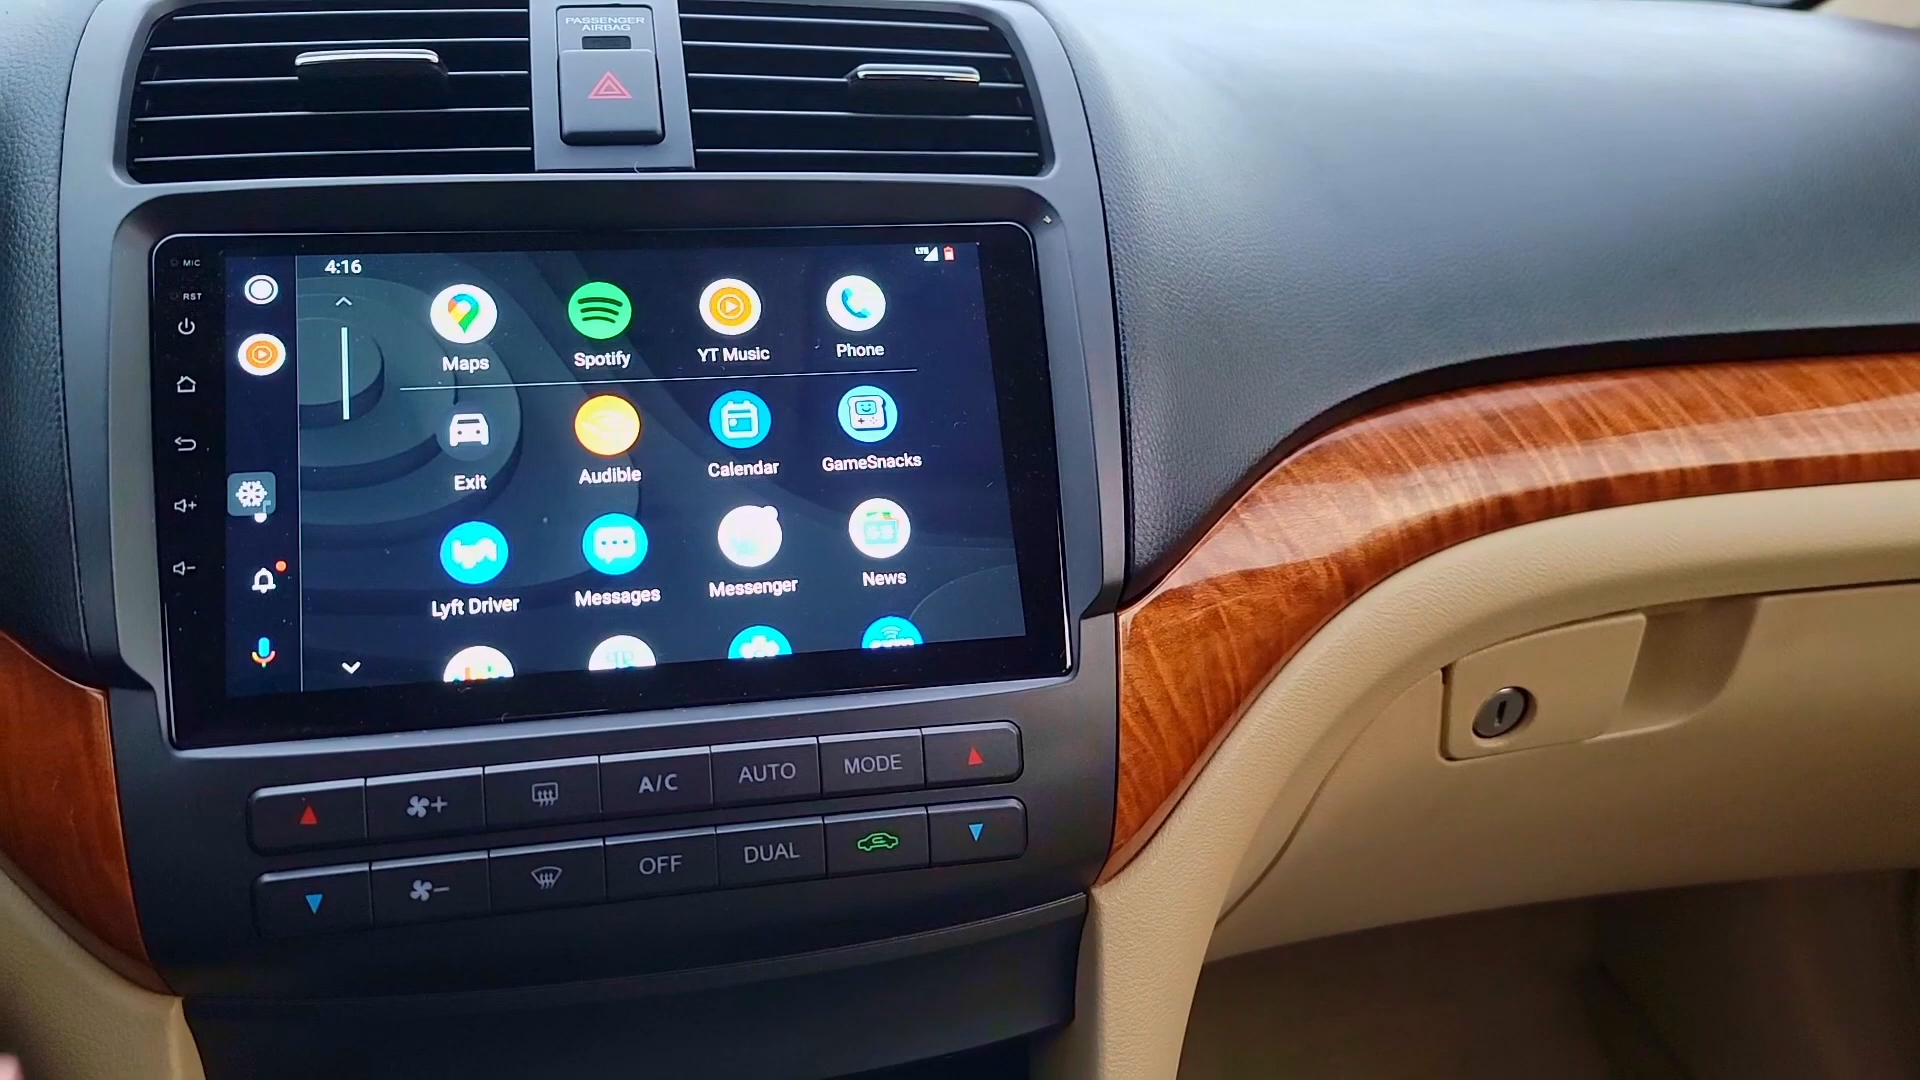 PASSENGER
AIRBAG
MIC
RST
4:16
LTE
Maps
Spotify
YT Music
Phone
Exit
Audible
Calendar
GameSnacks
Lyft Driver
Messages
Messenger
News
A/C
AUTO
MODE
OFF
DUAL